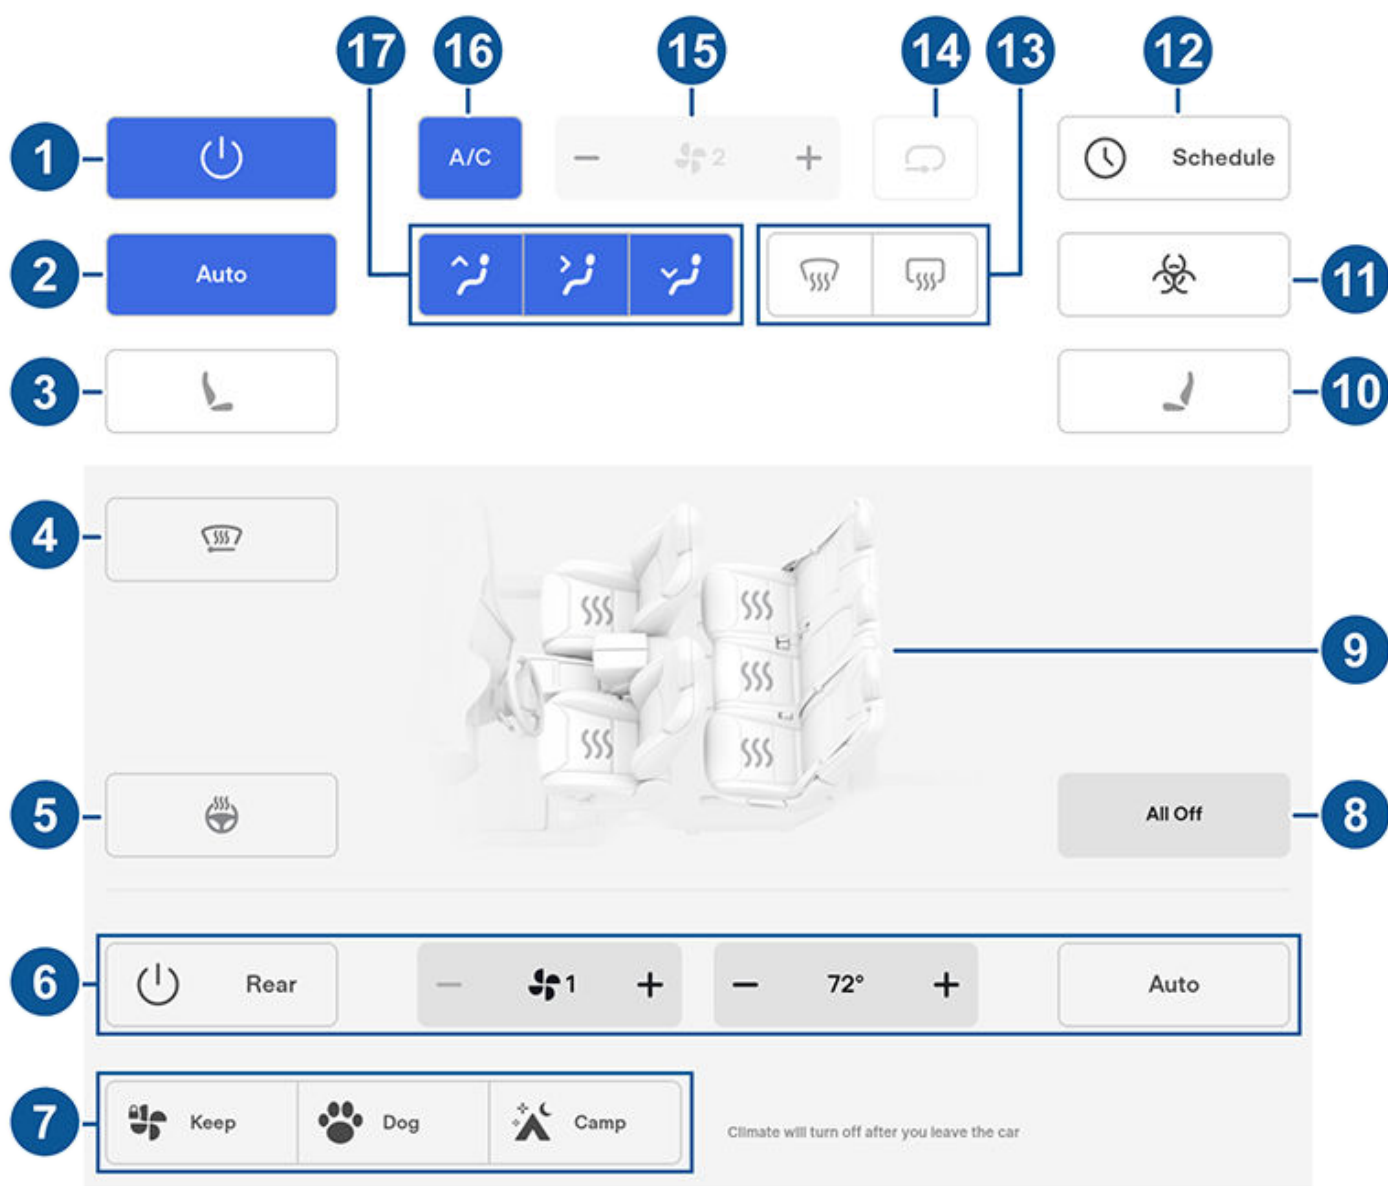 17 16 15 14 13 12
1 A/C − 2 + Schedule
2 Auto 11
3 10
4
9
5 All Off 8
6 Rear − 1 + − 72° + Auto
7 Keep Dog Camp Climate will turn off after you leave the car